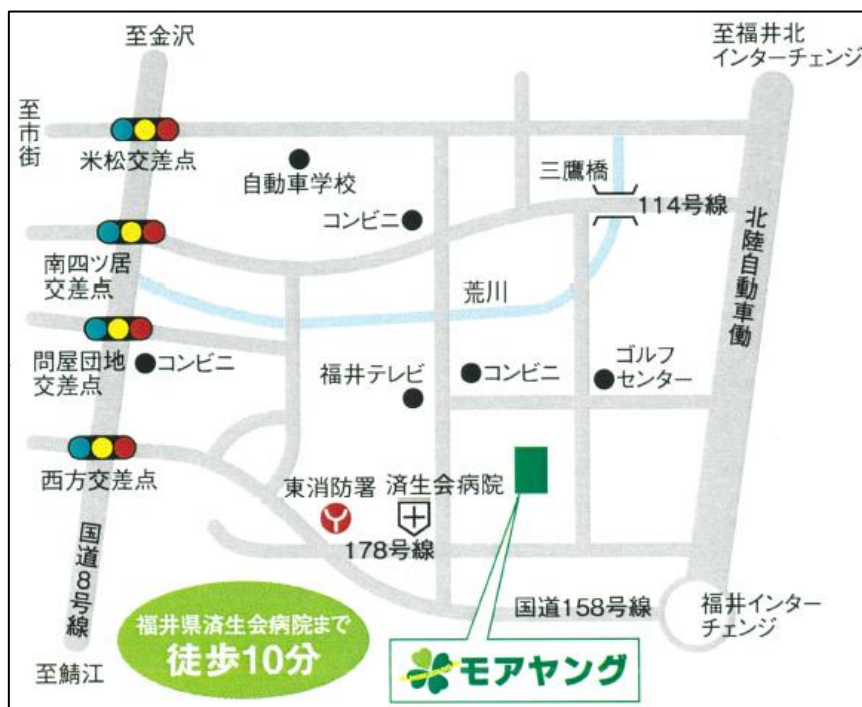 至金沢
至福井北
インターチェンジ
至市街
米松交差点
自動車学校
三鷹橋
コンビニ
114号線
北陸自動車働
南四ツ居
交差点
荒川
問屋団地
交差点
コンビニ
福井テレビ
コンビニ
ゴルフ
センター
西方交差点
東消防署
済生会病院
178号線
国道8号線
国道158号線
福井インター
チェンジ
福井県済生会病院まで
徒歩10分
モアヤング
至鯖江